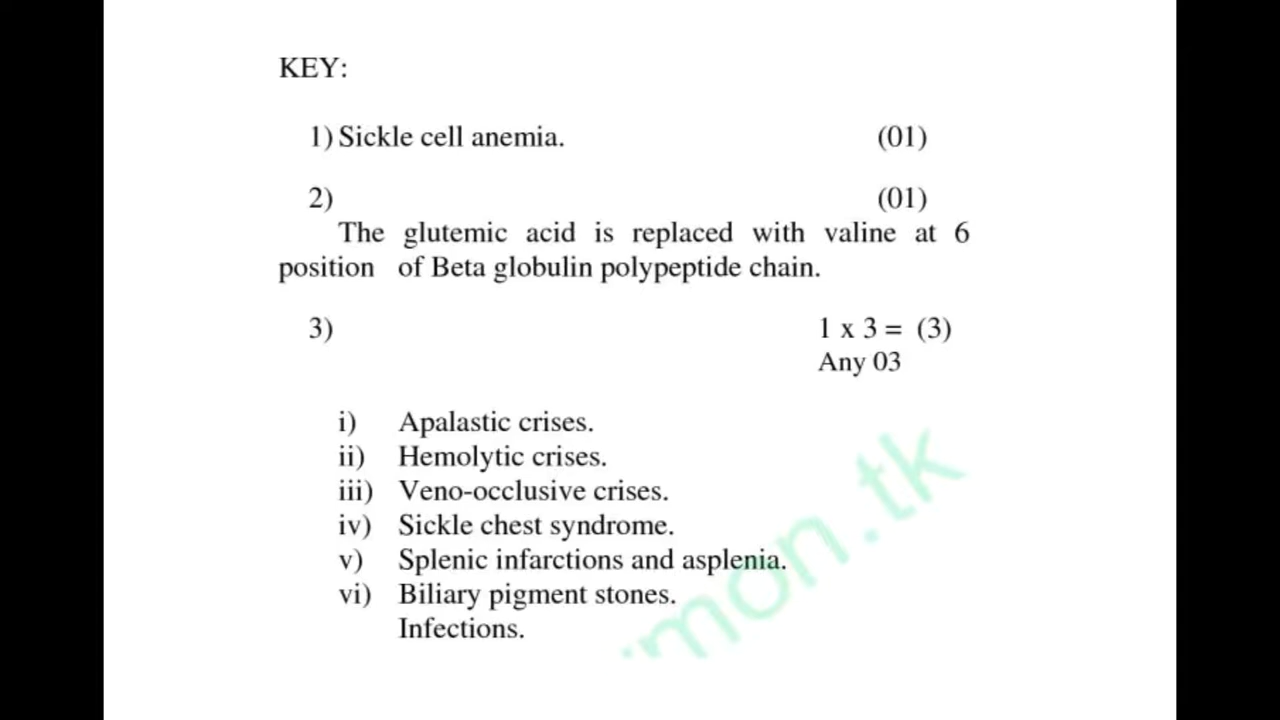 KEY:
1) Sickle cell anemia. (01)
2) (01)
The glutemic acid is replaced with valine at 6
position of Beta globulin polypeptide chain.
3) 1 x 3 = (3)
Any 03
i) Apalastic crises.
ii) Hemolytic crises.
iii) Veno-occlusive crises.
iv) Sickle chest syndrome.
v) Splenic infarctions and asplenia.
vi) Biliary pigment stones.
Infections.
mon.tk